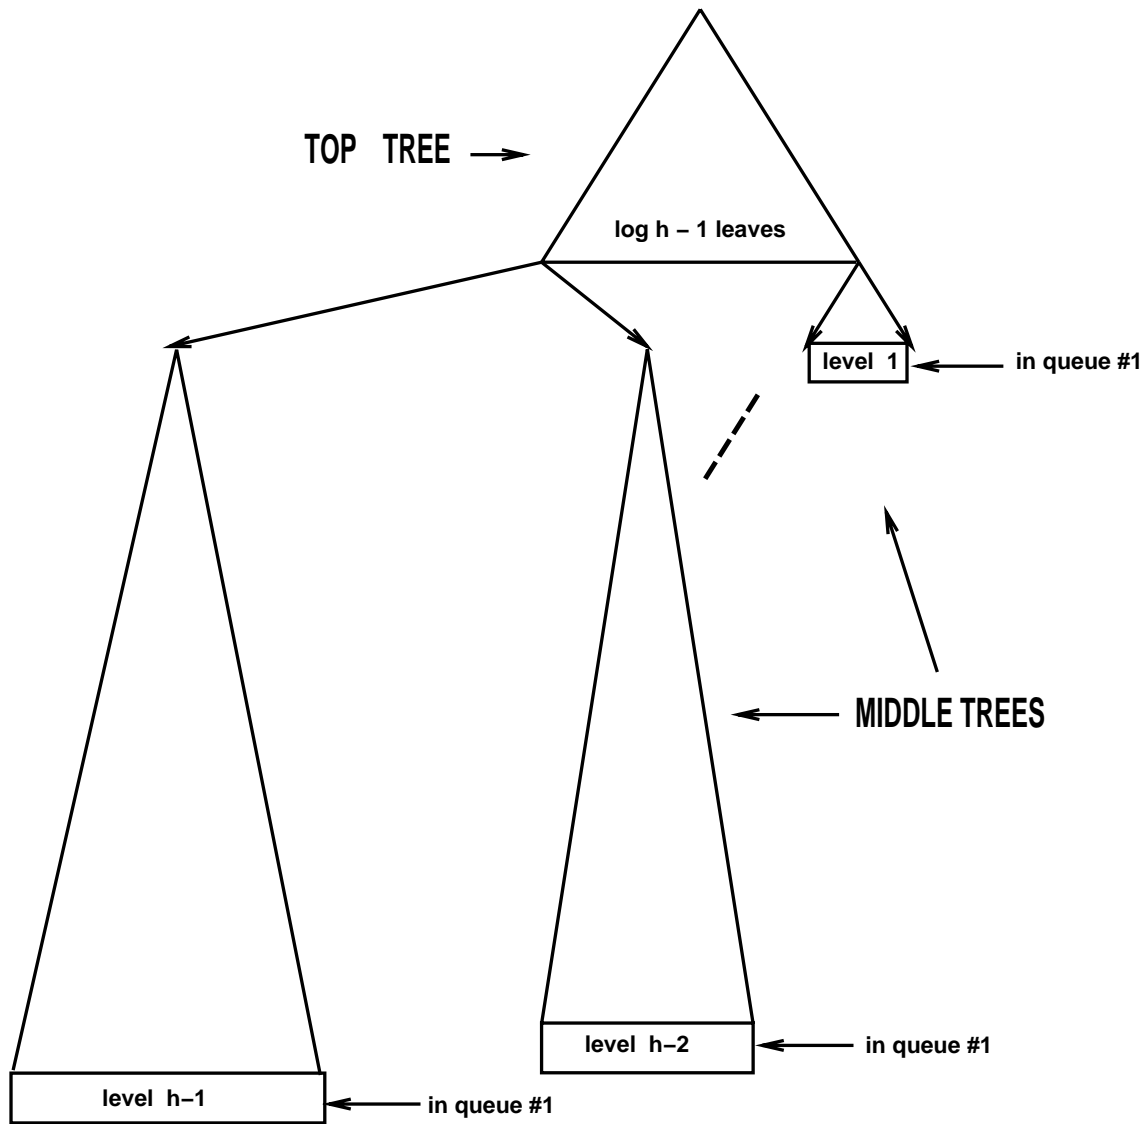 TOP TREE
log h – 1 leaves
level 1
in queue #1
MIDDLE TREES
level h–2
in queue #1
level h–1
in queue #1